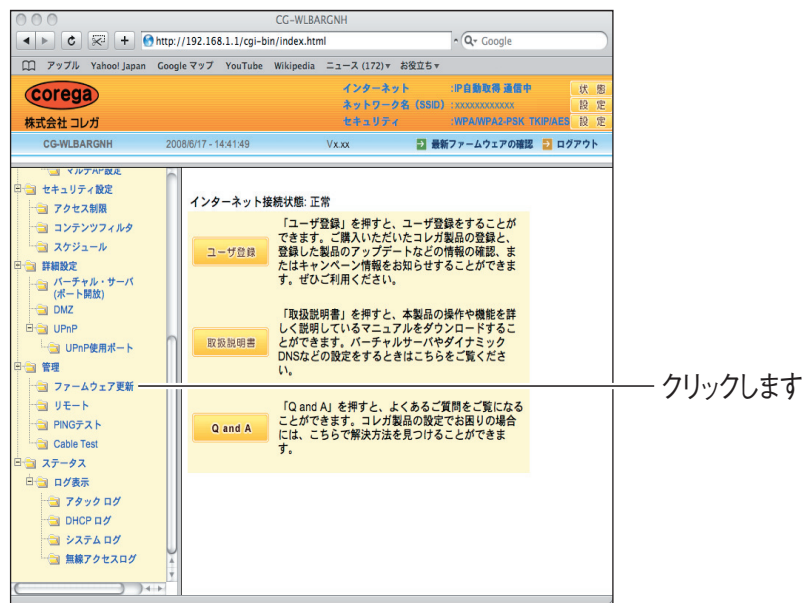 CG-WLBARGNH
http://192.168.1.1/cgi-bin/index.html
Google
アップル Yahoo! Japan Google マップ YouTube Wikipedia ニュース (172)▼ お役立ち▼
corega
株式会社 コレガ
インターネット :IP自動取得 通信中 状 態
ネットワーク名 (SSID) :xxxxxxxxxxxx 設 定
セキュリティ :WPA/WPA2-PSK TKIP/AES 設 定
CG-WLBARGNH 2008/6/17 - 14:41:49 Vx.xx 最新ファームウェアの確認 ログアウト
マルチAP設定
セキュリティ設定
アクセス制限
コンテンツフィルタ
スケジュール
詳細設定
バーチャル・サーバ
(ポート開放)
DMZ
UPnP
UPnP使用ポート
管理
ファームウェア更新
リモート
PINGテスト
Cable Test
ステータス
ログ表示
アタック ログ
DHCP ログ
システム ログ
無線アクセスログ
インターネット接続状態: 正常
ユーザ登録
「ユーザ登録」を押すと、ユーザ登録をすることが
できます。ご購入いただいたコレガ製品の登録と、
登録した製品のアップデートなどの情報の確認、ま
たはキャンペーン情報をお知らせすることができま
す。ぜひご利用ください。
取扱説明書
「取扱説明書」を押すと、本製品の操作や機能を詳
しく説明しているマニュアルをダウンロードするこ
とができます。バーチャルサーバやダイナミック
DNSなどの設定をするときはこちらをご覧くださ
い。
Q and A
「Q and A」を押すと、よくあるご質問をご覧になる
ことができます。コレガ製品の設定でお困りの場合
には、こちらで解決方法を見つけることができま
す。
クリックします